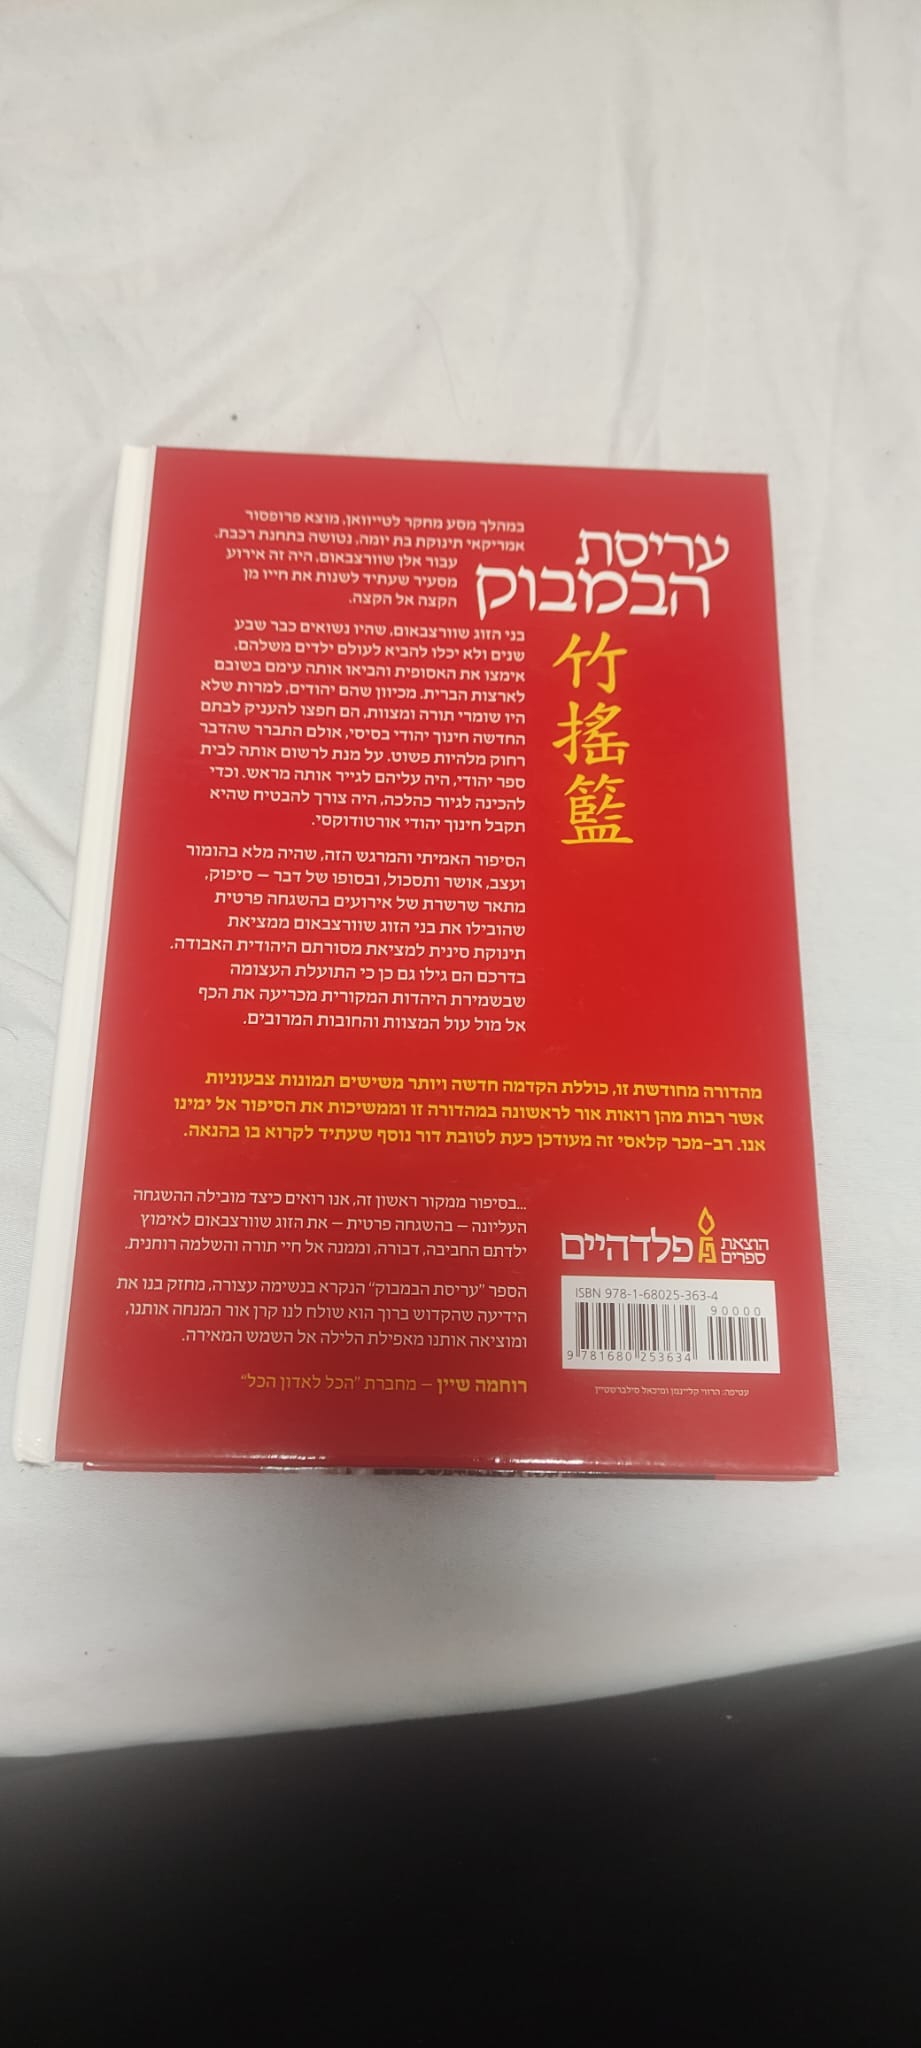 עריסת
הבמבוק
竹
搖
籃
במהלך מסע מחקר לטייוואן, מוצא פרופסור
אמריקאי תינוקת בת יומה, נטושה בתחנת רכבת.
עבור אלן שוורצבאום, היה זה אירוע
מסעיר שעתיד לשנות את חייו מן
הקצה אל הקצה.
בני הזוג שוורצבאום, שהיו נשואים כבר שבע
שנים ולא יכלו להביא לעולם ילדים משלהם,
אימצו את האסופית והביאו אותה עימם בשובם
לארצות הברית. מכיוון שהם יהודים, למרות שלא
היו שומרי תורה ומצוות, הם חפצו להעניק לבתם
החדשה חינוך יהודי בסיסי, אולם התברר שהדבר
רחוק מלהיות פשוט. על מנת לרשום אותה לבית
ספר יהודי, היה עליהם לגייר אותה מראש. וכדי
להכינה לגיור כהלכה, היה צורך להבטיח שהיא
תקבל חינוך יהודי אורטודוקסי.
הסיפור האמיתי והמרגש הזה, שהיה מלא בהומור
ועצב, אושר ותסכול, ובסופו של דבר – סיפוק,
מתאר שרשרת של אירועים בהשגחה פרטית
שהובילו את בני הזוג שוורצבאום ממציאת
תינוקת סינית למציאת מסורתם היהודית האבודה.
בדרכם הם גילו גם כן כי התועלת העצומה
שבשמירת היהדות המקורית מכריעה את הכף
אל מול עול המצוות והחובות המרובים.
מהדורה מחודשת זו, כוללת הקדמה חדשה ויותר משישים תמונות צבעוניות
אשר רבות מהן רואות אור לראשונה במהדורה זו וממשיכות את הסיפור אל ימינו
אנו. רב-מכר קלאסי זה מעודכן כעת לטובת דור נוסף שעתיד לקרוא בו בהנאה.
...בסיפור ממקור ראשון זה, אנו רואים כיצד מובילה ההשגחה
העליונה – בהשגחה פרטית – את הזוג שוורצבאום לאימוץ
ילדתם החביבה, דבורה, וממנה אל חיי תורה והשלמה רוחנית.
הספר "עריסת הבמבוק" הנקרא בנשימה עצורה, מחזק בנו את
הידיעה שהקדוש ברוך הוא שולח לנו קרן אור המנחה אותנו,
ומוציאה אותנו מאפילת הלילה אל השמש המאירה.
רוחמה שיין – מחברת "הכל לאדון הכל"
הוצאת
ספרים
פלדהיים
ISBN 978-1-68025-363-4
90000
9 781680 253634
עטיפה: הרווי קליינמן ומיכאל סילברשטיין